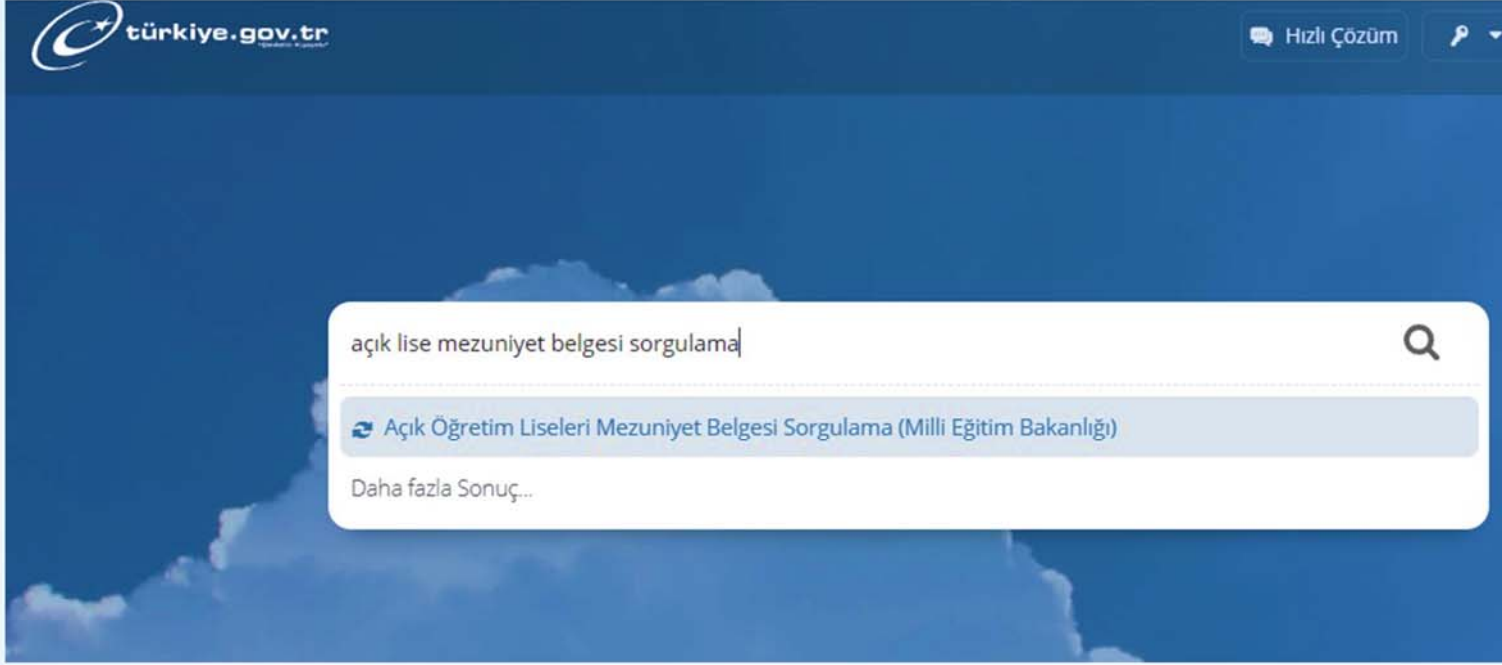 türkiye.gov.tr
Hızlı Çözüm
açık lise mezuniyet belgesi sorgulama
Açık Öğretim Liseleri Mezuniyet Belgesi Sorgulama (Milli Eğitim Bakanlığı)
Daha fazla Sonuç...